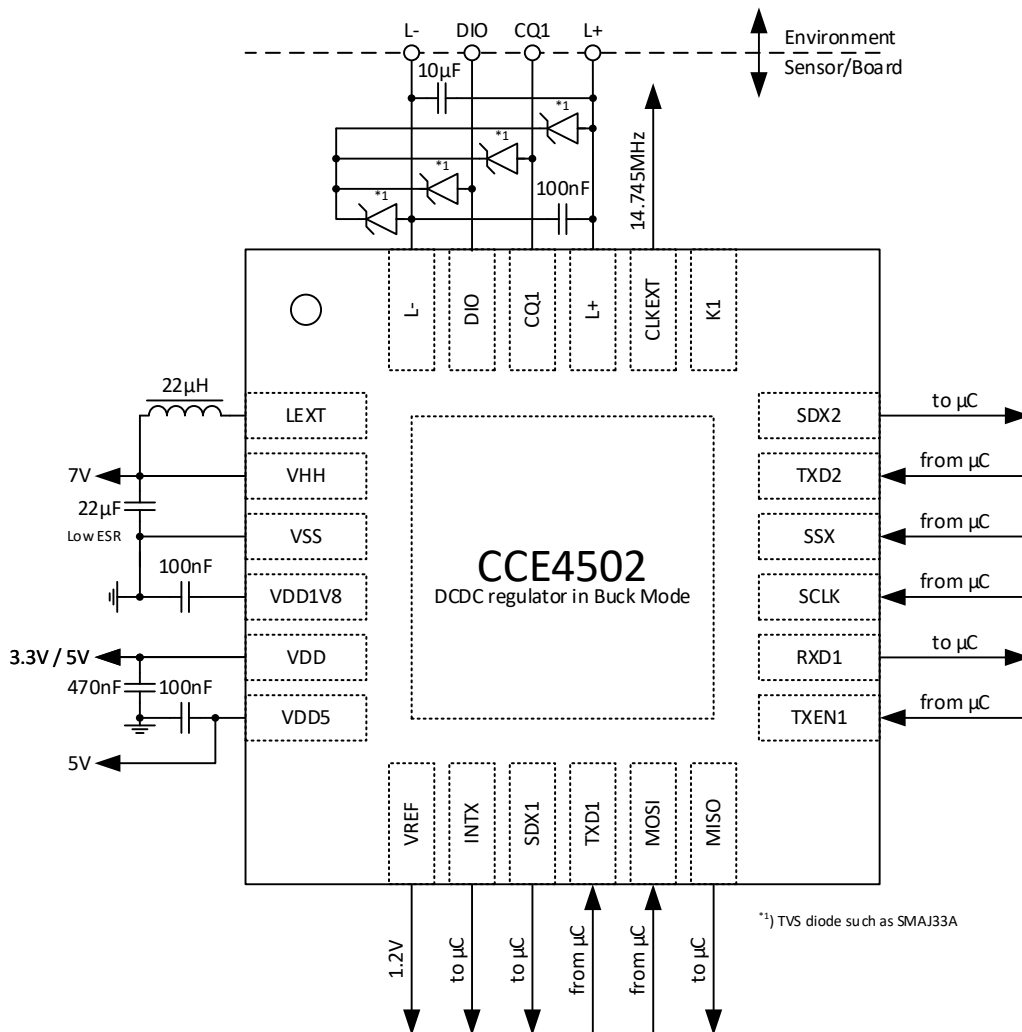 L-
DIO
CQ1
L+
Environment
Sensor/Board
10µF
*1
*1
*1
*1
100nF
14.745MHz
L-
DIO
CQ1
L+
CLKEXT
K1
22µH
LEXT
SDX2
to µC
7V
VHH
TXD2
from µC
22µF
Low ESR
VSS
SSX
from µC
100nF
VDD1V8
SCLK
from µC
CCE4502
DCDC regulator in Buck Mode
3.3V / 5V
VDD
RXD1
to µC
470nF
100nF
VDD5
TXEN1
from µC
5V
VREF
INTX
SDX1
TXD1
MOSI
MISO
1.2V
to µC
to µC
from µC
from µC
to µC
*1) TVS diode such as SMAJ33A